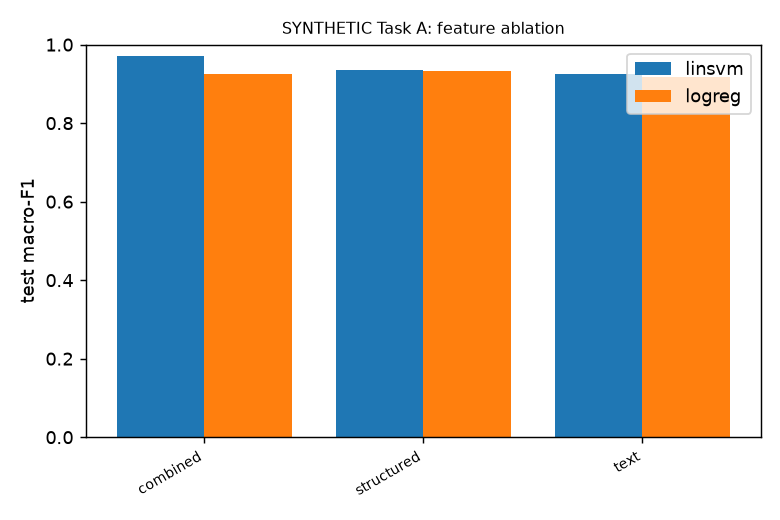 SYNTHETIC Task A: feature ablation
linsvm
logreg
test macro-F1
1.0
0.8
0.6
0.4
0.2
0.0
combined
structured
text